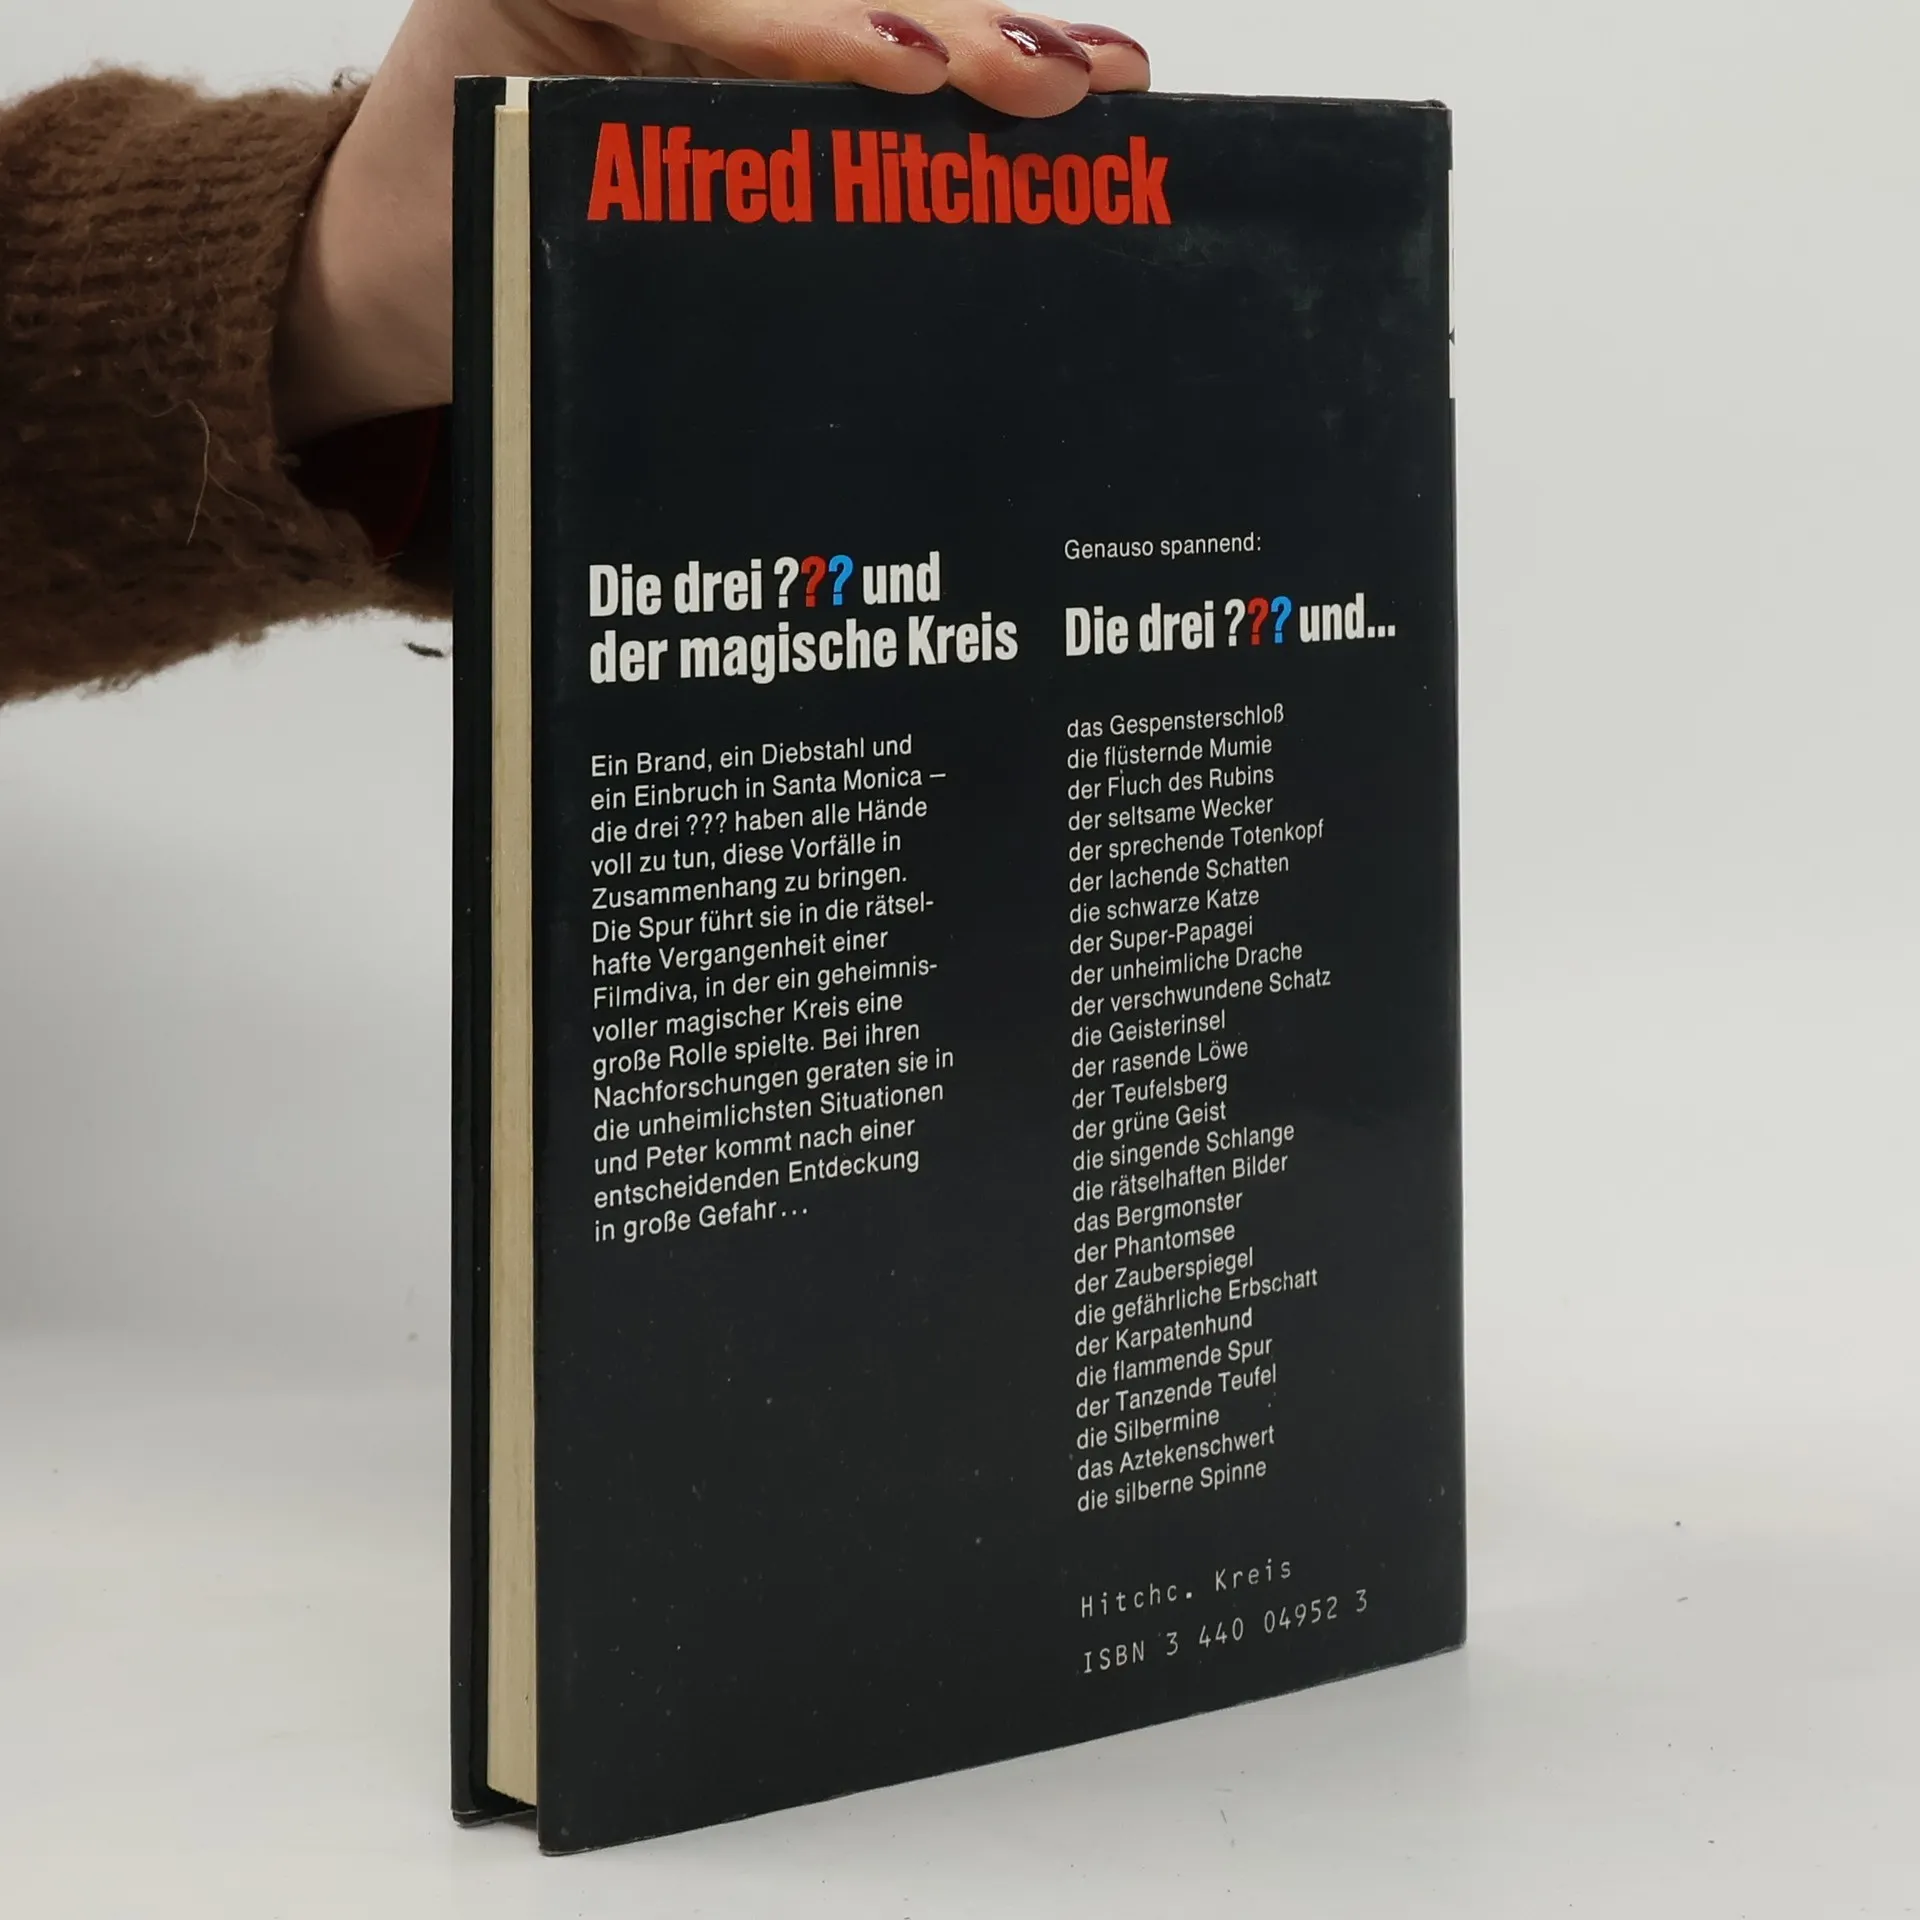 Alfred Hitchcock
Die drei ??? und
der magische Kreis
Ein Brand, ein Diebstahl und
ein Einbruch in Santa Monica –
die drei ??? haben alle Hände
voll zu tun, diese Vorfälle in
Zusammenhang zu bringen.
Die Spur führt sie in die rätsel-
hafte Vergangenheit einer
Filmdiva, in der ein geheimnis-
voller magischer Kreis eine
große Rolle spielte. Bei ihren
Nachforschungen geraten sie in
die unheimlichsten Situationen
und Peter kommt nach einer
entscheidenden Entdeckung
in große Gefahr...
Genauso spannend:
Die drei ??? und...
das Gespensterschloß
die flüsternde Mumie
der Fluch des Rubins
der seltsame Wecker
der sprechende Totenkopf
der lachende Schatten
die schwarze Katze
der Super-Papagei
der unheimliche Drache
der verschwundene Schatz
die Geisterinsel
der rasende Löwe
der Teufelsberg
der grüne Geist
die singende Schlange
die rätselhaften Bilder
das Bergmonster
der Phantomsee
der Zauberspiegel
die gefährliche Erbschaft
der Karpatenhund
die flammende Spur
der Tanzende Teufel
die Silbermine
das Aztekenschwert
die silberne Spinne
Hitchc. Kreis
ISBN 3 440 04952 3